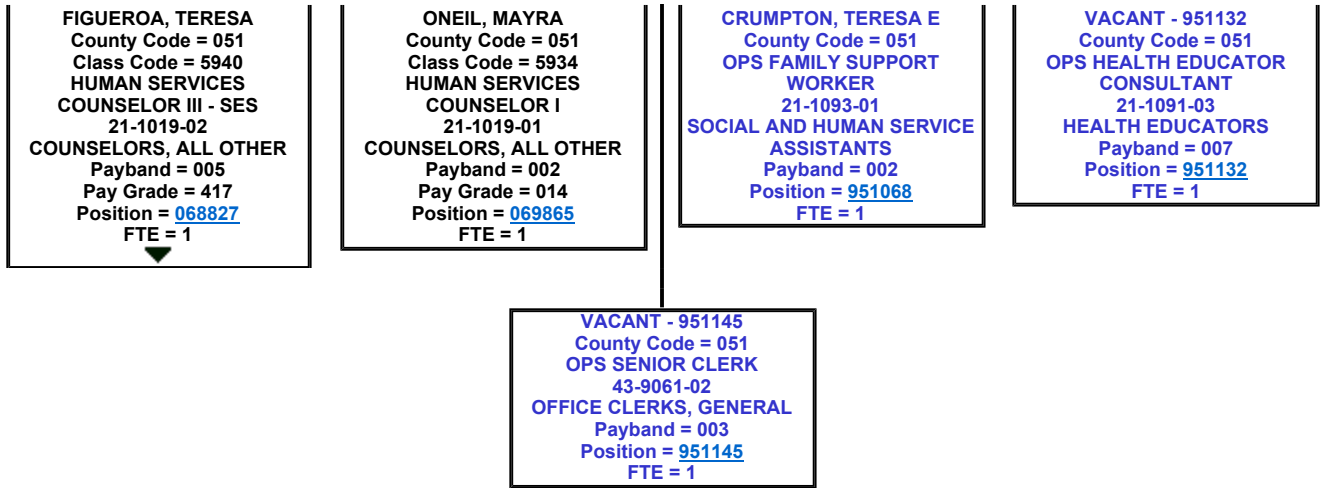 FIGUEROA, TERESA
County Code = 051
Class Code = 5940
HUMAN SERVICES
COUNSELOR III - SES
21-1019-02
COUNSELORS, ALL OTHER
Payband = 005
Pay Grade = 417
Position = 068827
FTE = 1
ONEIL, MAYRA
County Code = 051
Class Code = 5934
HUMAN SERVICES
COUNSELOR I
21-1019-01
COUNSELORS, ALL OTHER
Payband = 002
Pay Grade = 014
Position = 069865
FTE = 1
CRUMPTON, TERESA E
County Code = 051
OPS FAMILY SUPPORT
WORKER
21-1093-01
SOCIAL AND HUMAN SERVICE
ASSISTANTS
Payband = 002
Position = 951068
FTE = 1
VACANT - 951132
County Code = 051
OPS HEALTH EDUCATOR
CONSULTANT
21-1091-03
HEALTH EDUCATORS
Payband = 007
Position = 951132
FTE = 1
VACANT - 951145
County Code = 051
OPS SENIOR CLERK
43-9061-02
OFFICE CLERKS, GENERAL
Payband = 003
Position = 951145
FTE = 1